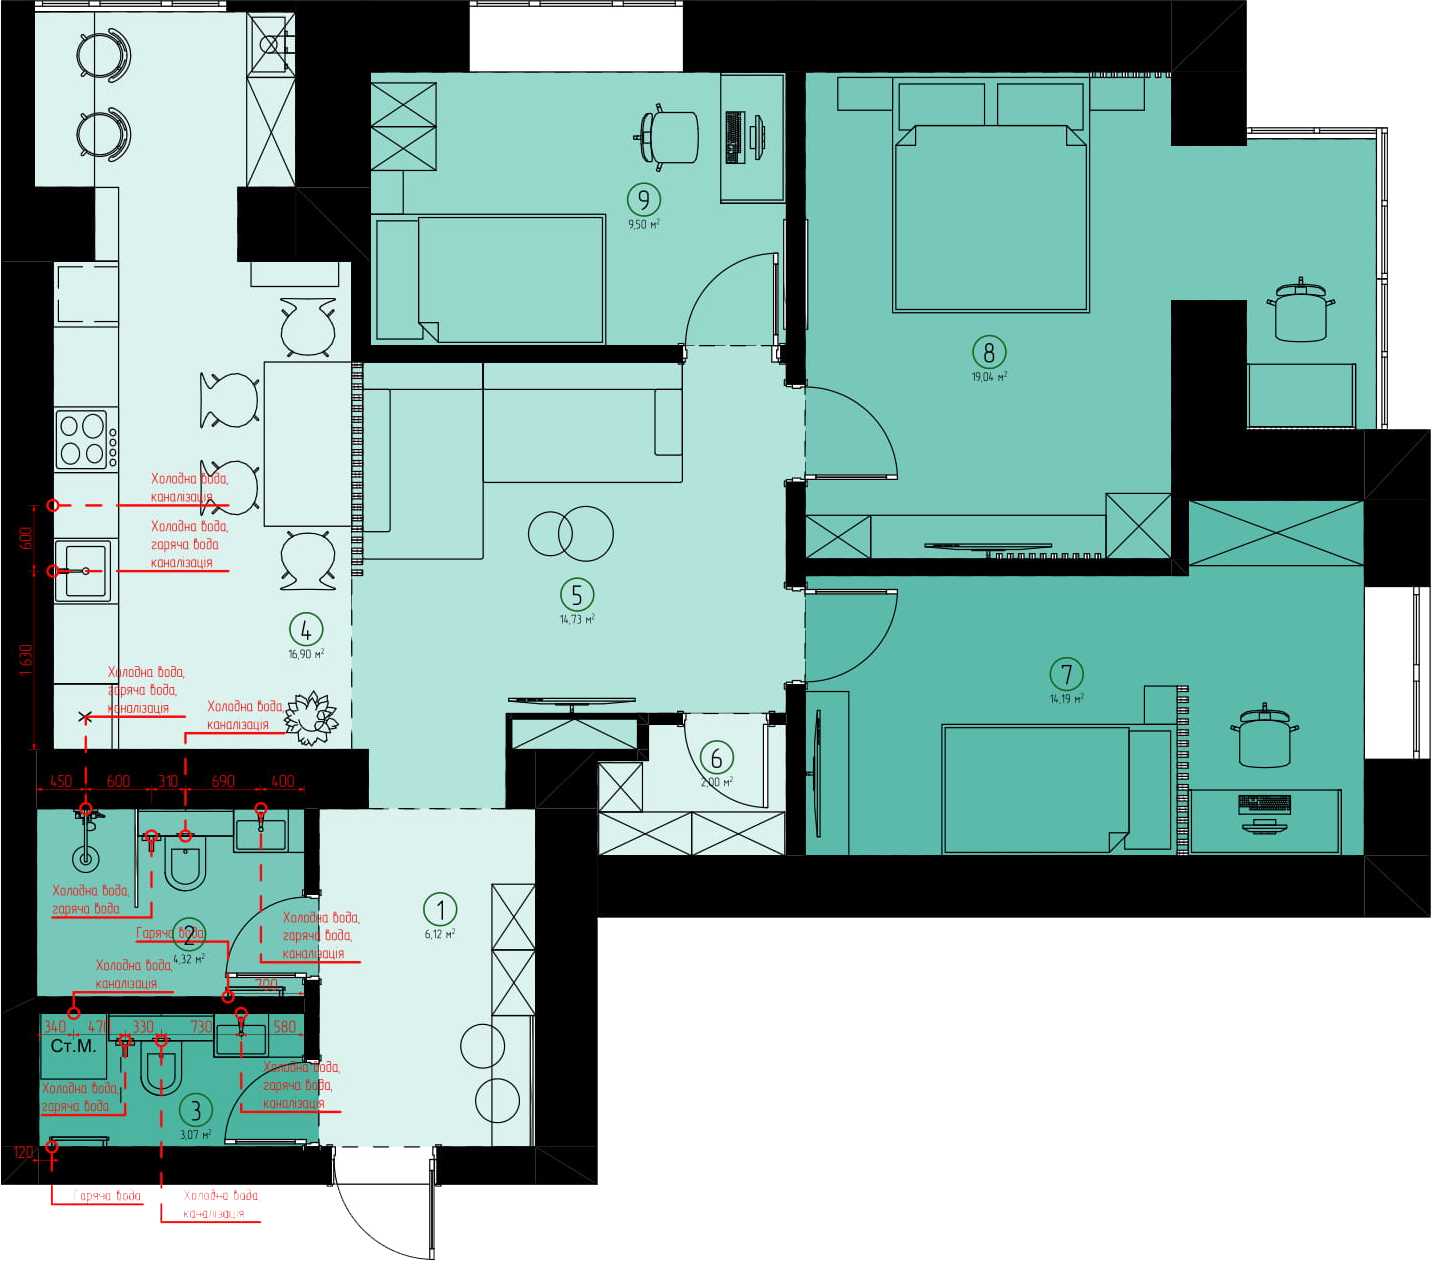 9
9,50 м²
8
19,04 м²
Холодна вода,
каналізація
Холодна вода,
гаряча вода
каналізація
600
1 630
5
14,73 м²
4
16,90 м²
Холодна вода,
гаряча вода,
каналізація
Холодна вода,
каналізація
7
14,19 м²
6
2,00 м²
450
600
310
690
400
Холодна вода,
гаряча вода
1
6,12 м²
Холодна вода,
гаряча вода,
каналізація
Гаряча вода
2
4,32 м²
Холодна вода,
каналізація
700
340
470
330
730
580
Ст.М.
Холодна вода,
гаряча вода,
каналізація
Холодна вода,
гаряча вода
3
3,07 м²
120
Гаряча вода
Холодна вода
каналізація